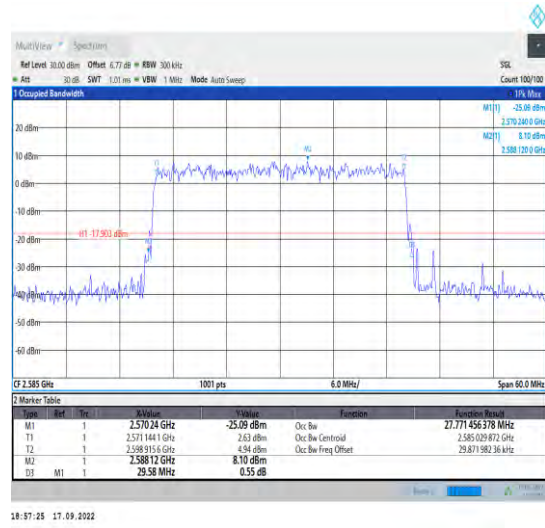 MultiView Spectrum
Ref Level 30.00 dBm Offset 6.77 dB RBW 300 kHz SGL
Att 30 dB SWT 1.01 ms VBW 1 MHz Mode Auto Sweep Count 100/100
1 Occupied Bandwidth 1Pk Max
M1[1] -25.09 dBm
2.570 240 0 GHz
M2[1] 8.10 dBm
2.588 120 0 GHz
20 dBm
M2
10 dBm
0 dBm
-10 dBm
H1 -17.903 dBm
-20 dBm
-30 dBm
-40 dBm
-50 dBm
-60 dBm
CF 2.585 GHz 1001 pts 6.0 MHz/ Span 60.0 MHz
2 Marker Table
Type Ref Trc X-Value Y-Value Function Function Result
M1 1 2.570 24 GHz -25.09 dBm Occ Bw 27.771 456 378 MHz
T1 1 2.571 144 1 GHz 2.63 dBm Occ Bw Centroid 2.585 029 872 GHz
T2 1 2.598 915 6 GHz 4.94 dBm Occ Bw Freq Offset 29.871 982 36 kHz
M2 1 2.588 12 GHz 8.10 dBm
D3 M1 1 29.58 MHz 0.55 dB
18:57:25 17.09.2022